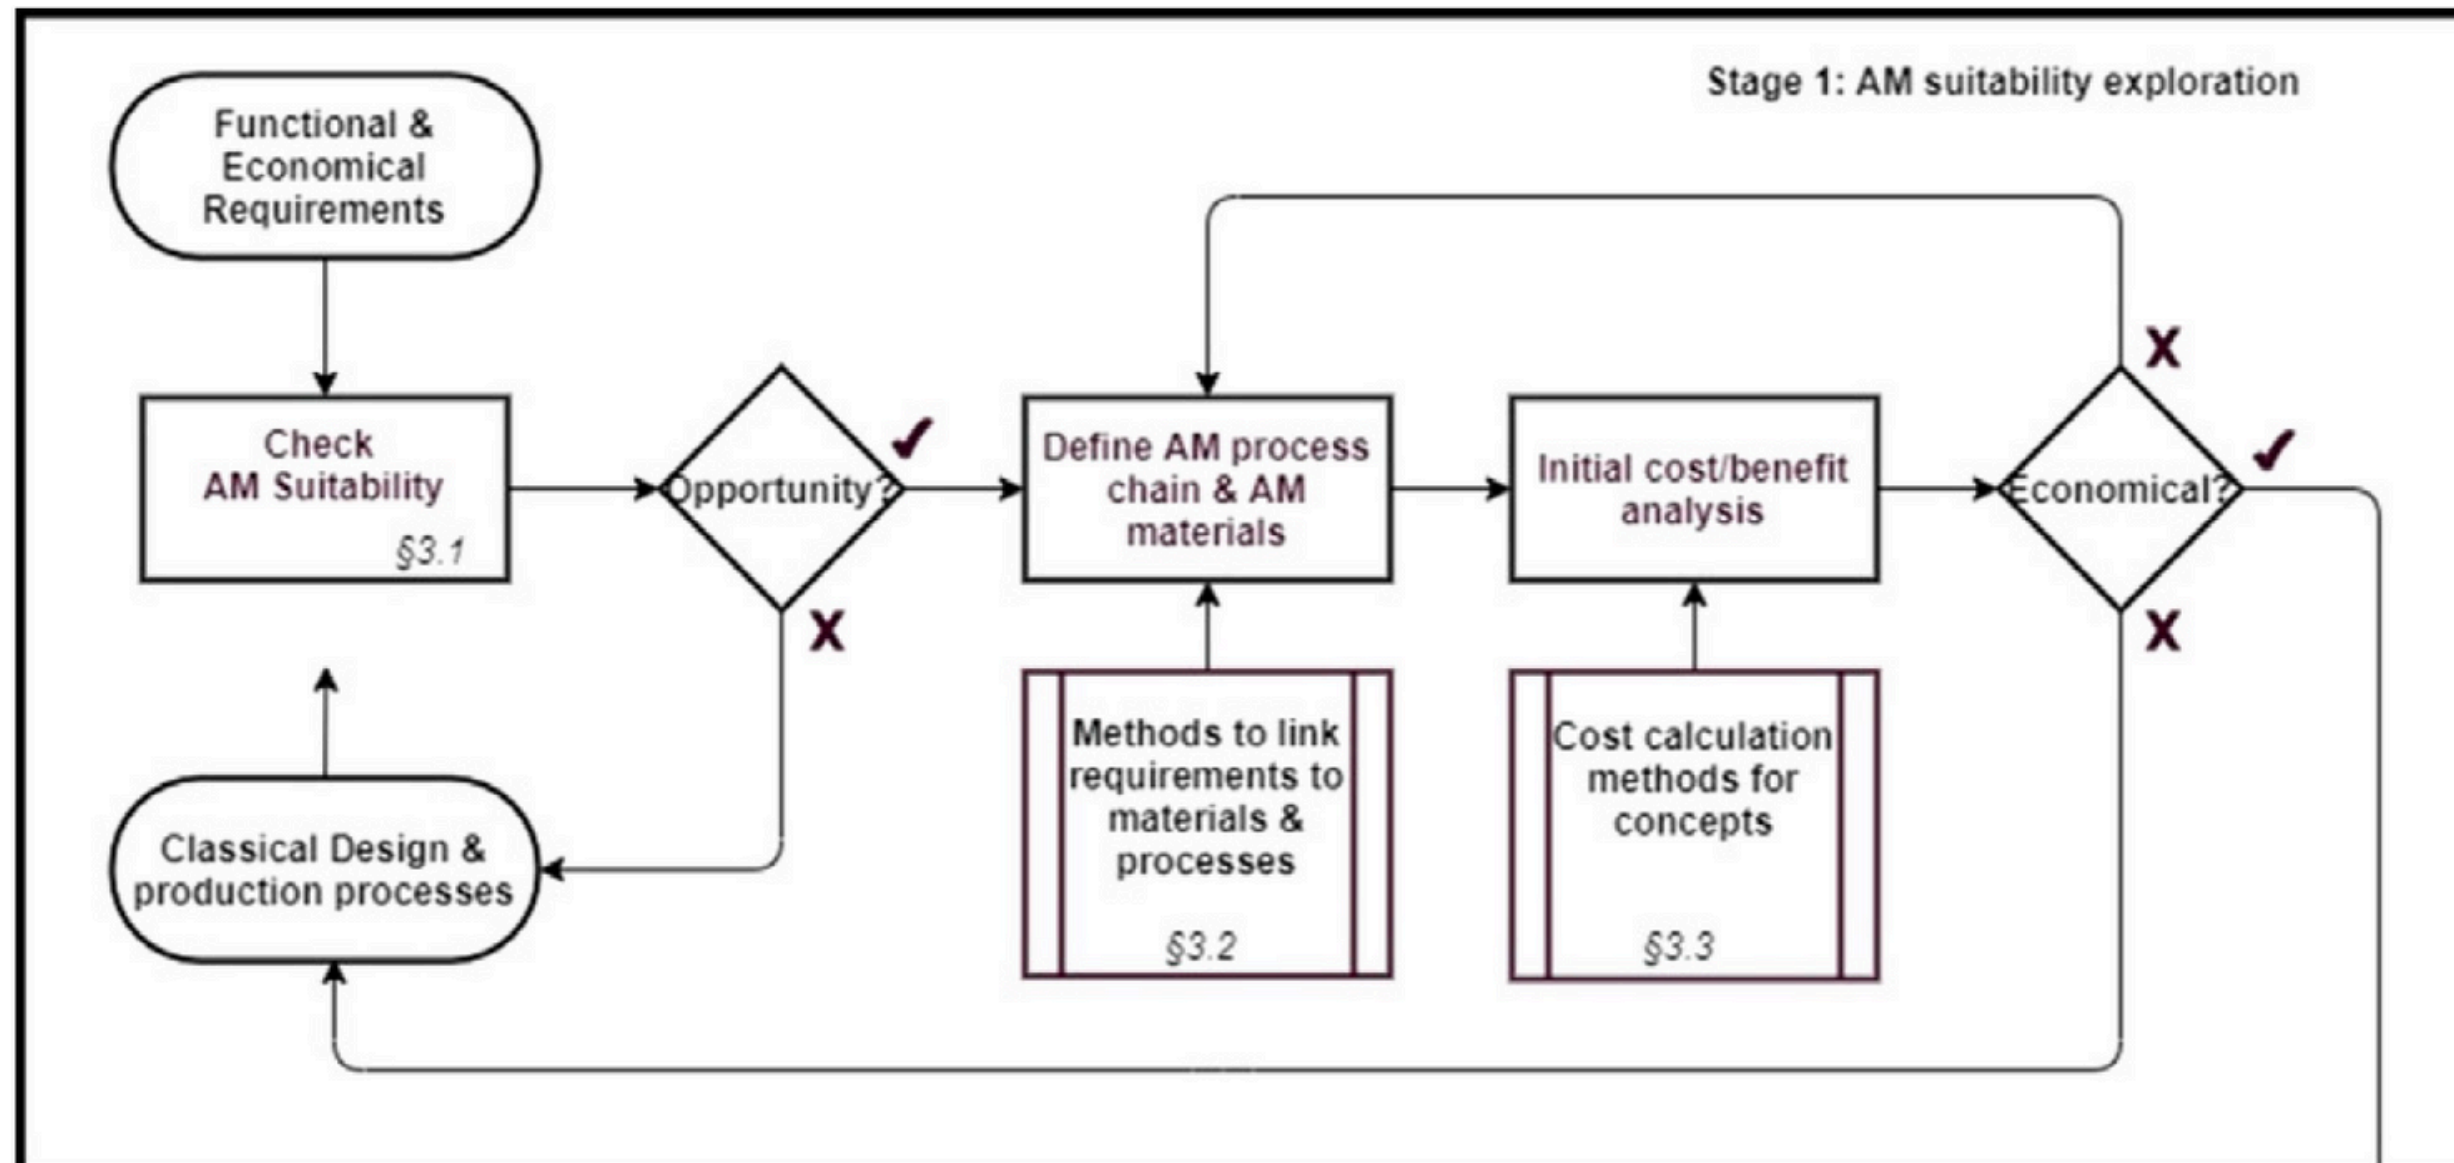 Stage 1: AM suitability exploration
Functional &
Economical
Requirements
Check
AM Suitability
§3.1
Opportunity?
✔
X
Define AM process
chain & AM
materials
Initial cost/benefit
analysis
Economical?
X
✔
X
Methods to link
requirements to
materials &
processes
§3.2
Cost calculation
methods for
concepts
§3.3
Classical Design &
production processes